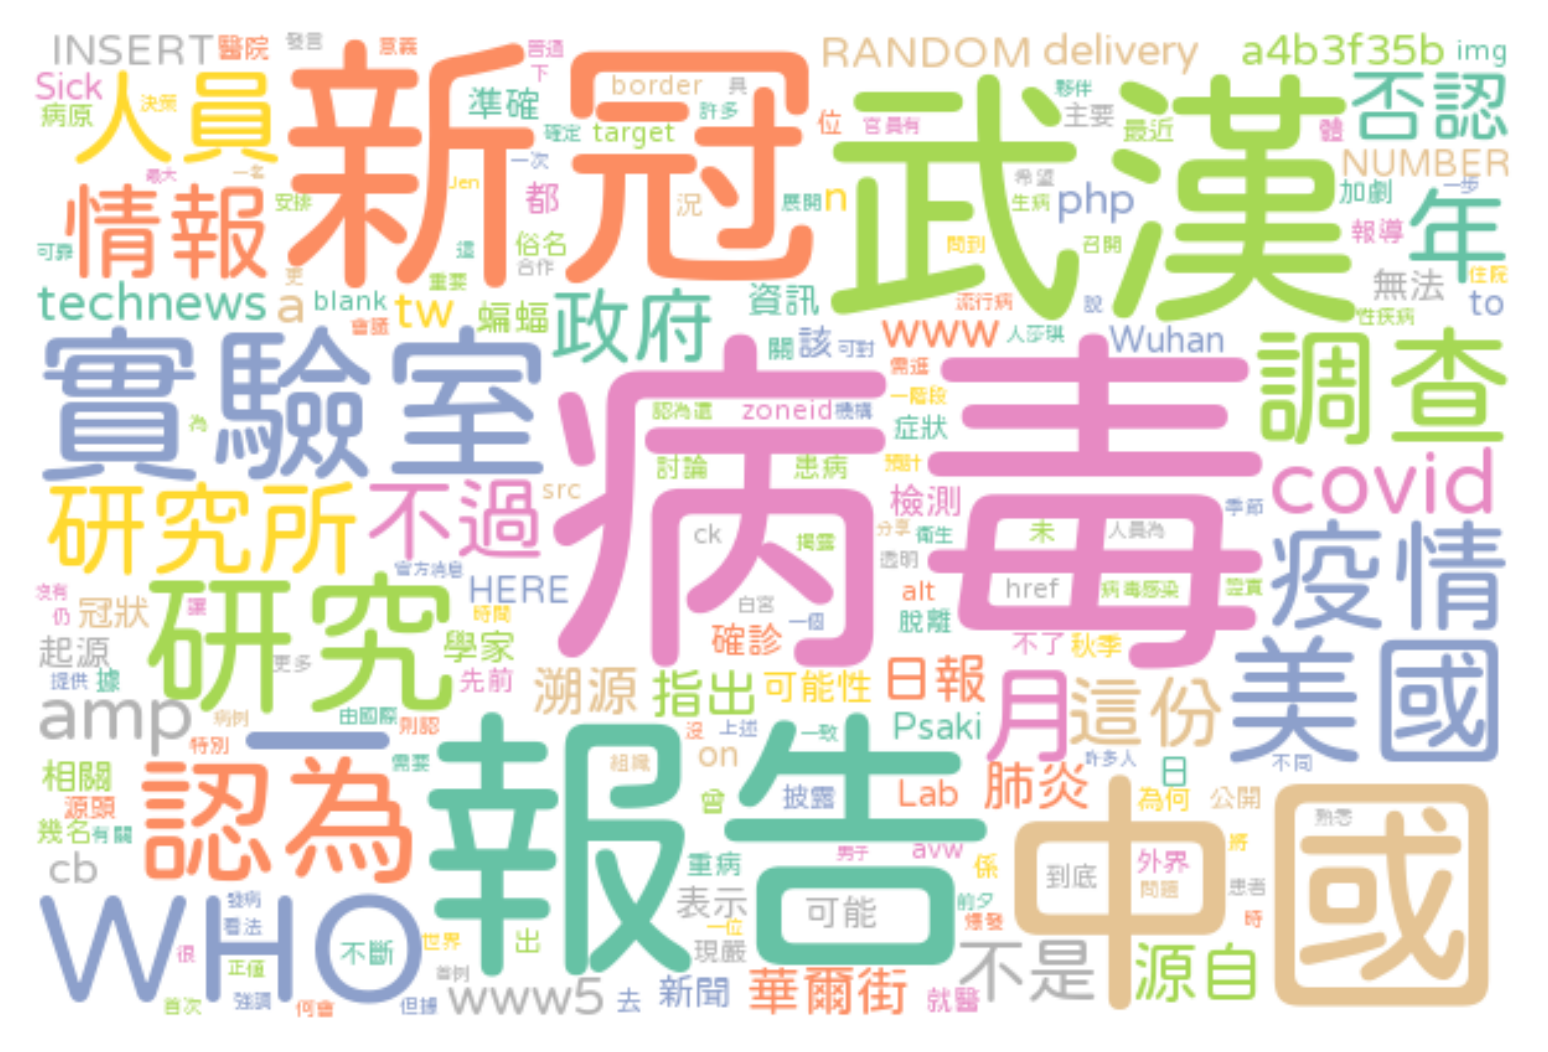 INSERT
醫院
發言
意義
普通
下
RANDOM
delivery
a4b3f35b
img
Sick
人員
決策
病原
新冠
準確
border
具
target
許多
確定
位
官員有
夥伴
主要
最近
體
否認
武漢
NUMBER
最大
一名
情報
安排
Jen
一次
都
況
展開
n
希望
生病
php
加劇
一步
年
報導
可靠
這
俗名
合作
問到
召開
無法
住院
更
重要
technews
a
blank
tw
會議
蝙蝠
政府
資訊
流行病
說
性疾病
to
實驗室
關
該
可對
www
人莎琪
Wuhan
調查
需進
病毒
一階段
為
認為還
zoneid
機構
症狀
討論
患病
預計
covid
研究所
不過
src
檢測
季節
ck
揭露
分享
衛生
未
人員為
透明
疫情
官方消息
HERE
沒有
仍
冠狀
讓
時間
白宮
一個
alt
href
病毒感染
證實
脫離
研究
學家
確診
不了
秋季
起源
更多
提供
據
先前
溯源
指出
可能性
日報
月
這份
美國
amp
病例
由國際
則認
沒
上述
一致
Psaki
特別
一
需要
組織
on
許多人
不同
相關
認為
報告
曾
披露
Lab
肺炎
日
為何
公開
源頭
幾名
有關
中國
熟悉
cb
重病
男子
avw
係
到底
外界
問題
將
患者
WHO
發病
看法
表示
可能
前夕
爆發
時
很
正值
不斷
世界
出
一位
現嚴
首例
不是
源自
首次
強調
何會
但據
www5
去
新聞
華爾街
就醫